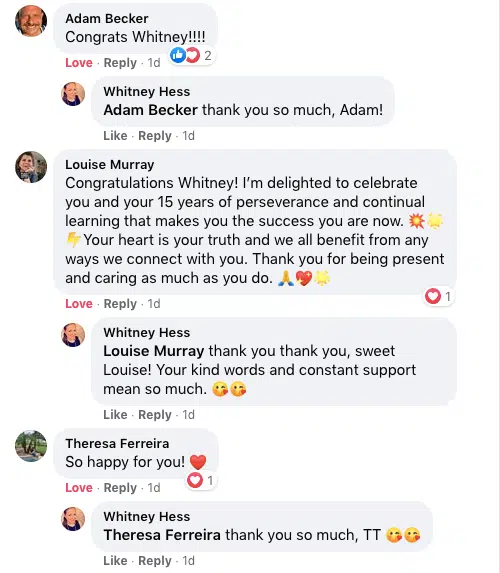 Adam Becker
Congrats Whitney!!!!
2
Love · Reply · 1d
Whitney Hess
Adam Becker thank you so much, Adam!
Like · Reply · 1d
Louise Murray
Congratulations Whitney! I'm delighted to celebrate
you and your 15 years of perseverance and continual
learning that makes you the success you are now. 💥🌟
👇Your heart is your truth and we all benefit from any
ways we connect with you. Thank you for being present
and caring as much as you do. 🙏💖🌟
1
Love · Reply · 1d
Whitney Hess
Louise Murray thank you thank you, sweet
Louise! Your kind words and constant support
mean so much. 😋😋
Like · Reply · 1d
Theresa Ferreira
So happy for you! ❤️
1
Love · Reply · 1d
Whitney Hess
Theresa Ferreira thank you so much, TT 😋😋
Like · Reply · 1d